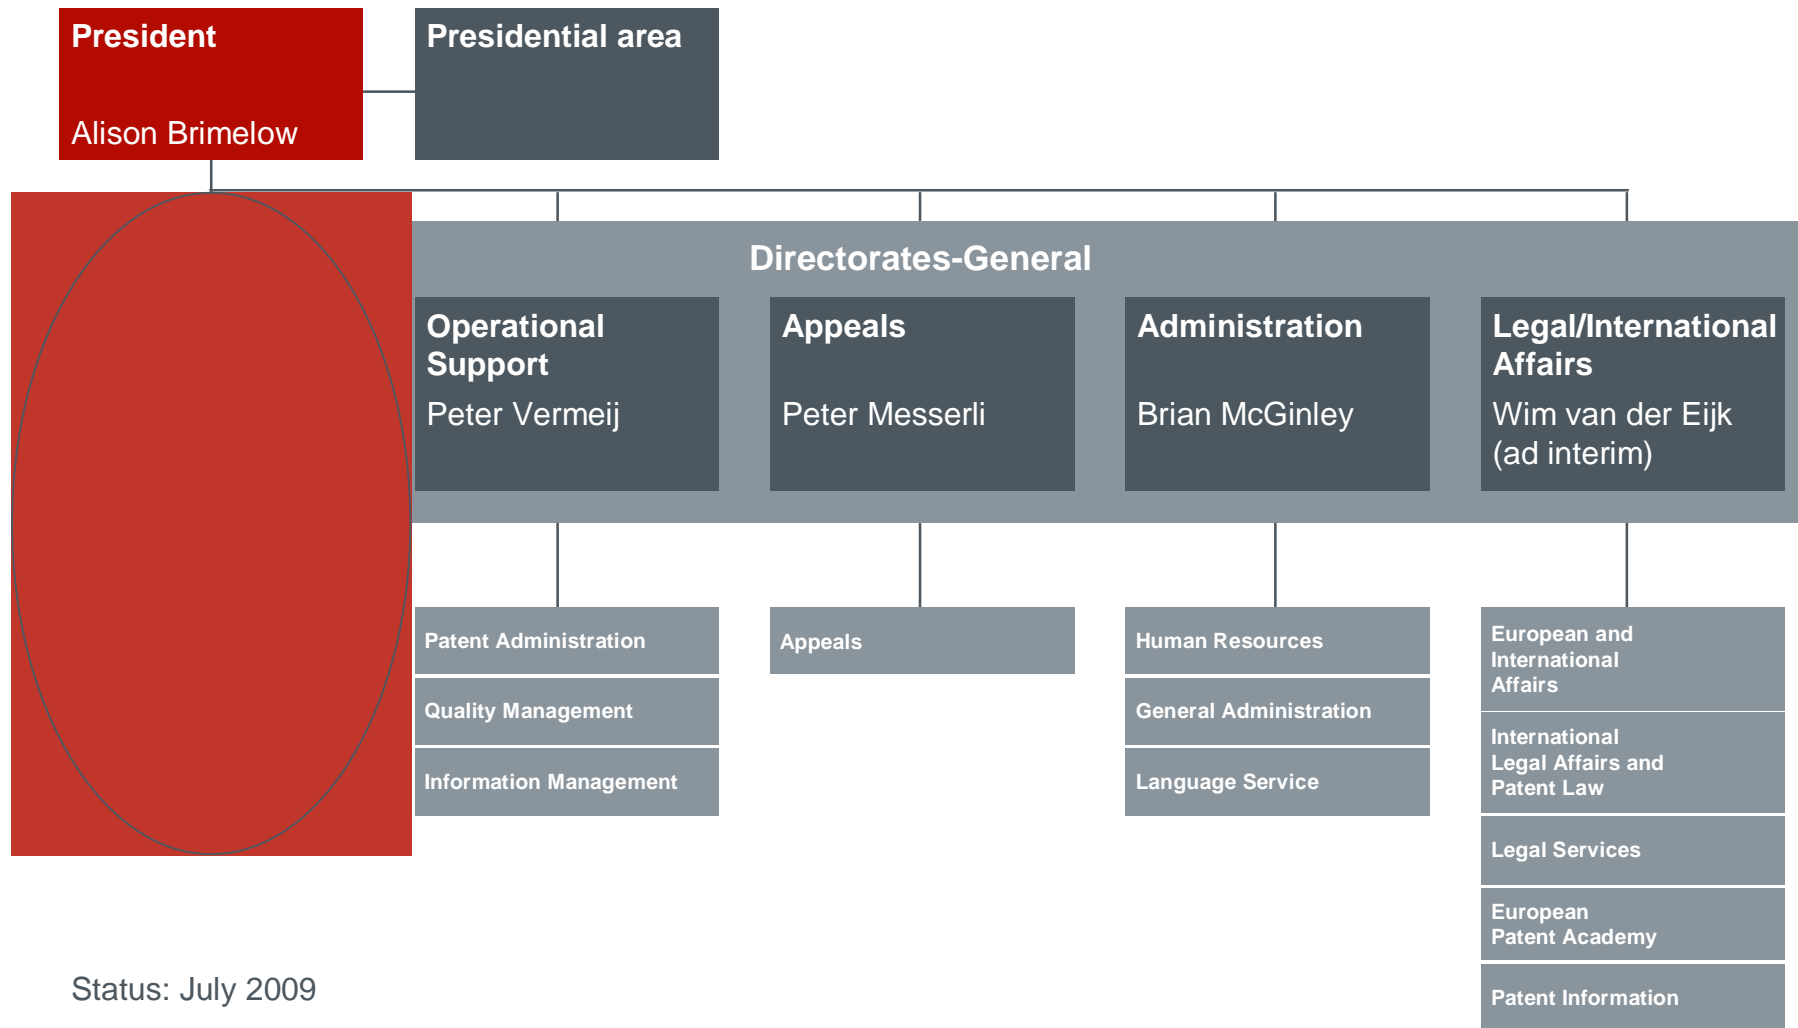 President
Alison Brimelow
Presidential area
Directorates-General
Operational
Support
Peter Vermeij
Appeals
Peter Messerli
Administration
Brian McGinley
Legal/International
Affairs
Wim van der Eijk
(ad interim)
Patent Administration
Quality Management
Information Management
Appeals
Human Resources
General Administration
Language Service
European and
International
Affairs
International
Legal Affairs and
Patent Law
Legal Services
European
Patent Academy
Patent Information
Status: July 2009